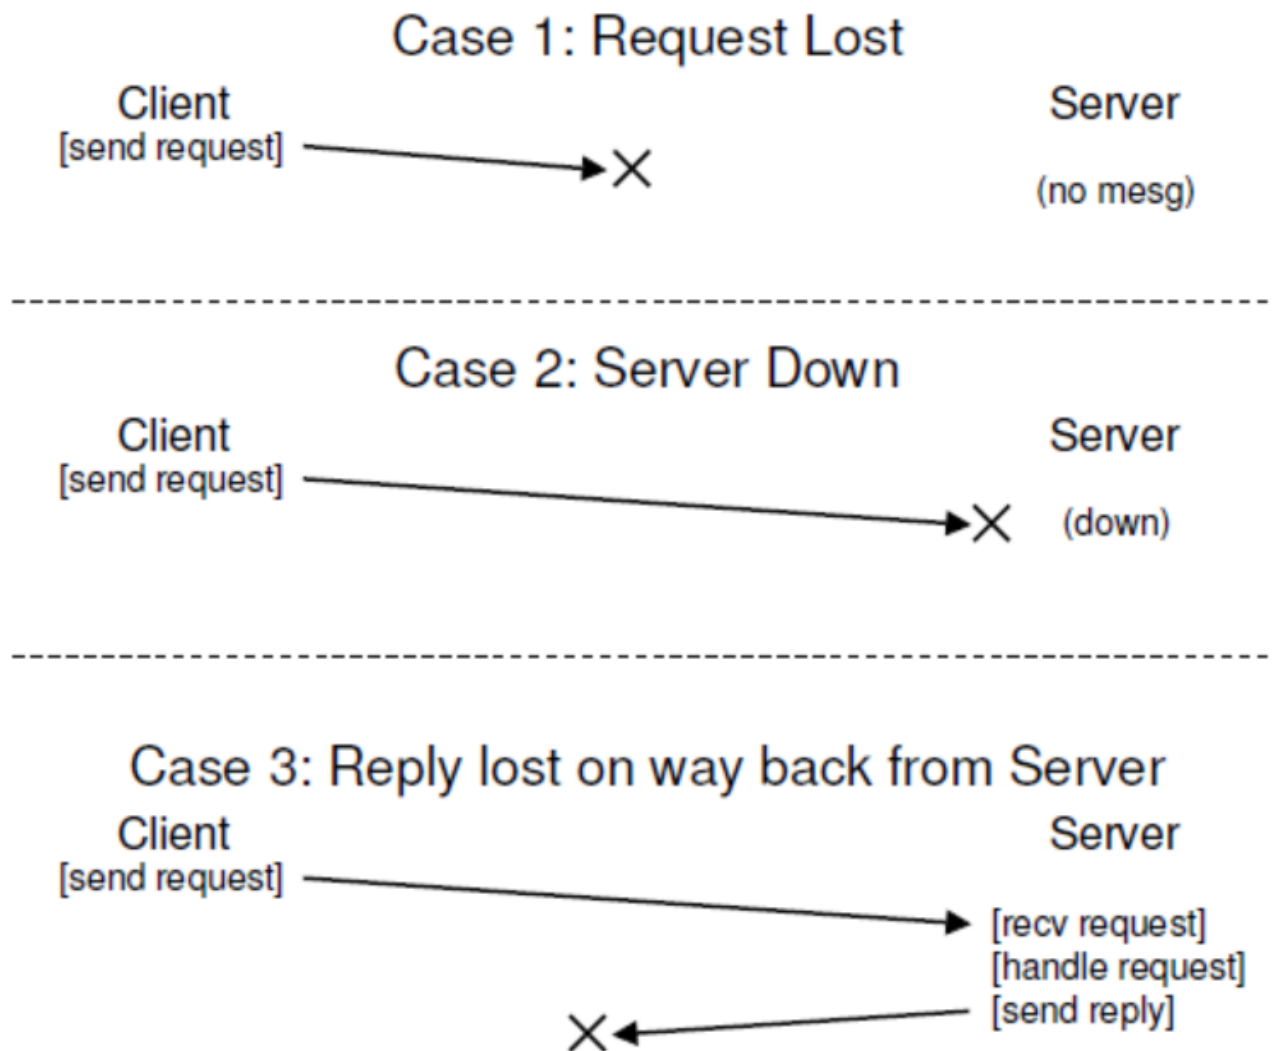 Case 1: Request Lost
Client Server
[send request]
(no mesg)
Case 2: Server Down
Client Server
[send request]
(down)
Case 3: Reply lost on way back from Server
Client Server
[send request]
[recv request]
[handle request]
[send reply]